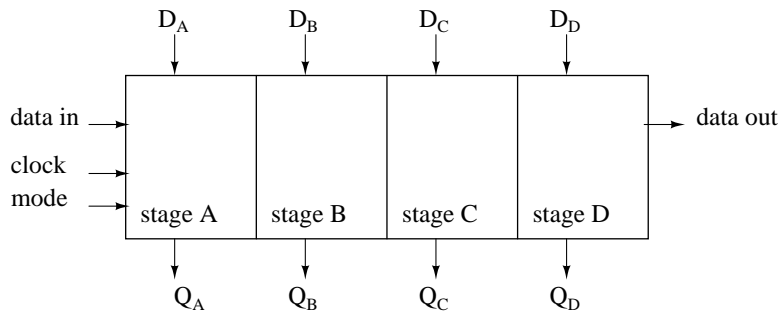 D_A D_B D_C D_D
data in
data out
clock
mode
stage A stage B stage C stage D
Q_A Q_B Q_C Q_D